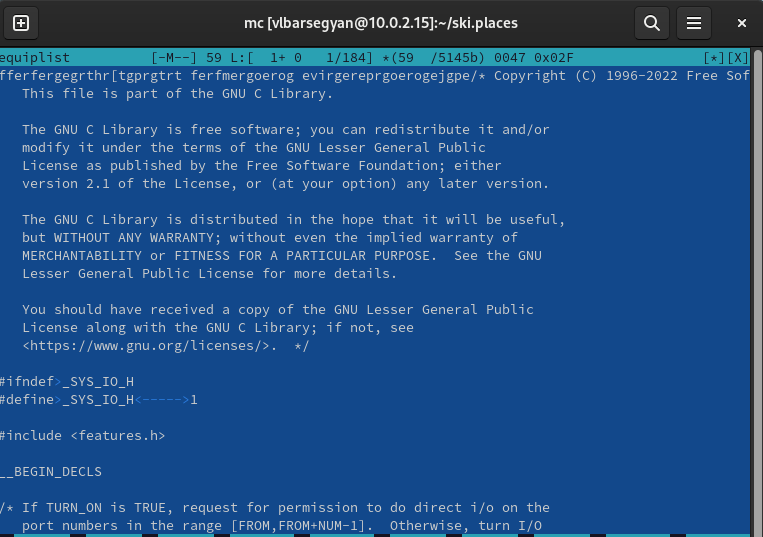 mc [vlbarsegyan@10.0.2.15]:~/ski.places
equiplist [-M--] 59 L:[ 1+ 0 1/184] *(59 /5145b) 0047 0x02F [*][X]
fferfergegrthr[tgprgtrt ferfmergoerog evirgereprgoerogejgpe/* Copyright (C) 1996-2022 Free Sof
This file is part of the GNU C Library.
The GNU C Library is free software; you can redistribute it and/or
modify it under the terms of the GNU Lesser General Public
License as published by the Free Software Foundation; either
version 2.1 of the License, or (at your option) any later version.
The GNU C Library is distributed in the hope that it will be useful,
but WITHOUT ANY WARRANTY; without even the implied warranty of
MERCHANTABILITY or FITNESS FOR A PARTICULAR PURPOSE.  See the GNU
Lesser General Public License for more details.
You should have received a copy of the GNU Lesser General Public
License along with the GNU C Library; if not, see
<https://www.gnu.org/licenses/>.  */
#ifndef>_SYS_IO_H
#define>_SYS_IO_H<----->1
#include <features.h>
__BEGIN_DECLS
/* If TURN_ON is TRUE, request for permission to do direct i/o on the
port numbers in the range [FROM,FROM+NUM-1].  Otherwise, turn I/O